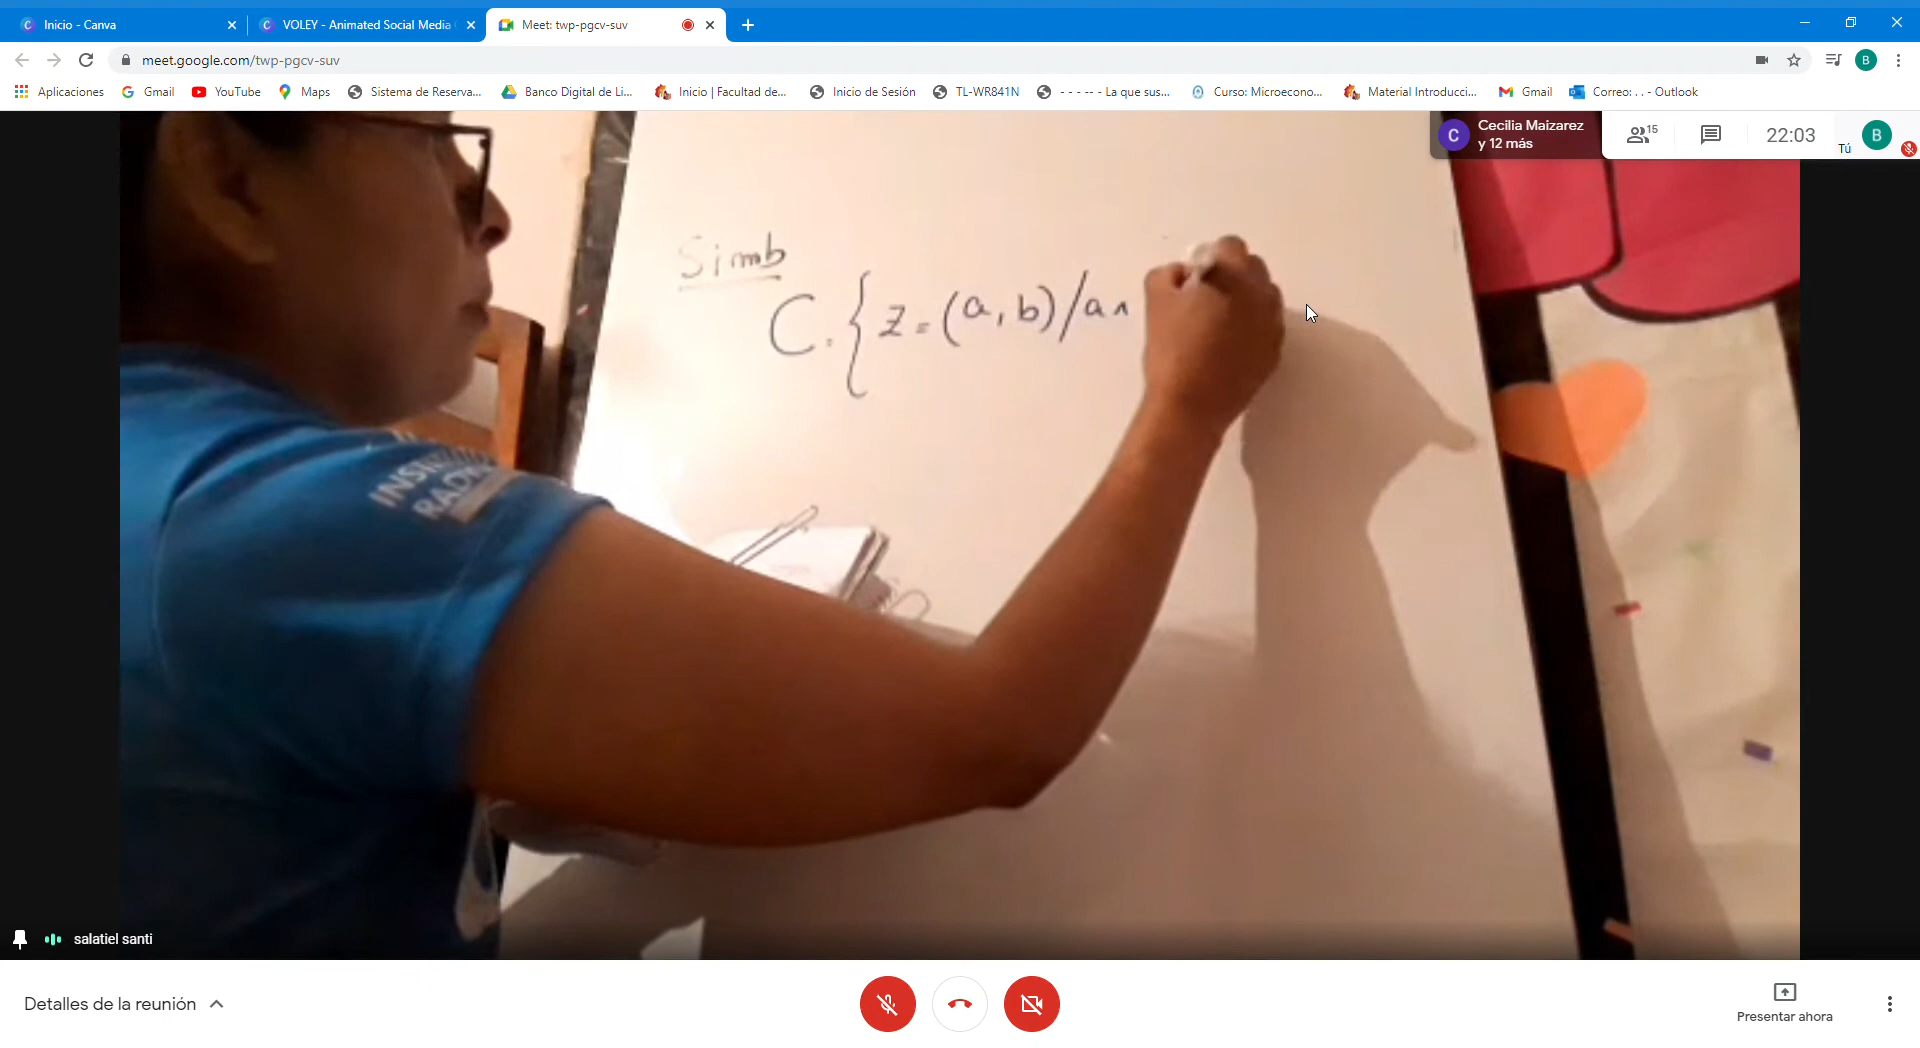 Inicio - Canva
VOLEY - Animated Social Media
Meet: twp-pgcv-suv
meet.google.com/twp-pgcv-suv
B
Aplicaciones
Gmail
YouTube
Maps
Sistema de Reserva...
Banco Digital de Li...
Inicio | Facultad de...
Inicio de Sesión
TL-WR841N
- - - -- - La que sus...
Curso: Microecono...
Material Introducci...
Gmail
Correo: . . - Outlook
C
Cecilia Maizarez
y 12 más
15
22:03
Tú
B
Simb
C = { z = (a, b) / a ∧
salatiel santi
Detalles de la reunión
Presentar ahora